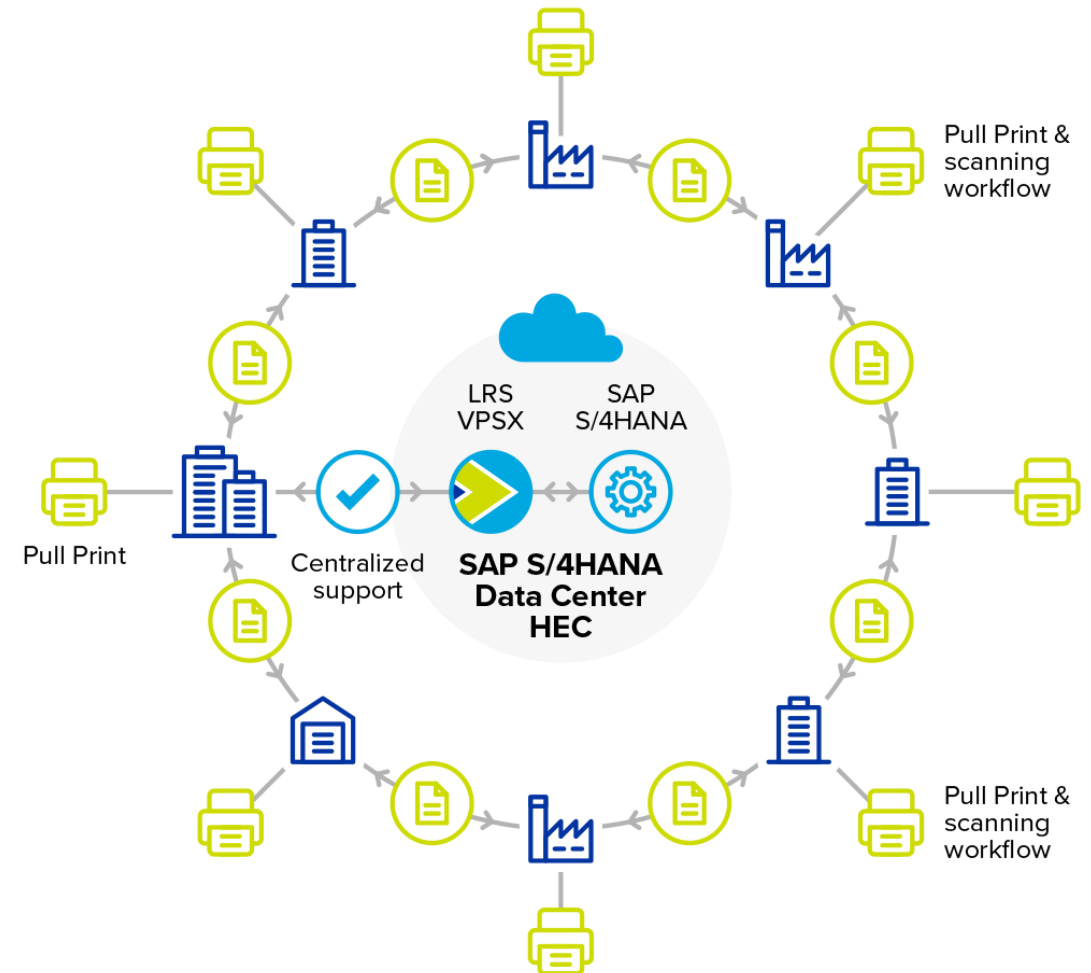 Pull Print &
scanning
workflow
LRS
VPSX
SAP
S/4HANA
Pull Print
Centralized
support
SAP S/4HANA
Data Center
HEC
Pull Print &
scanning
workflow